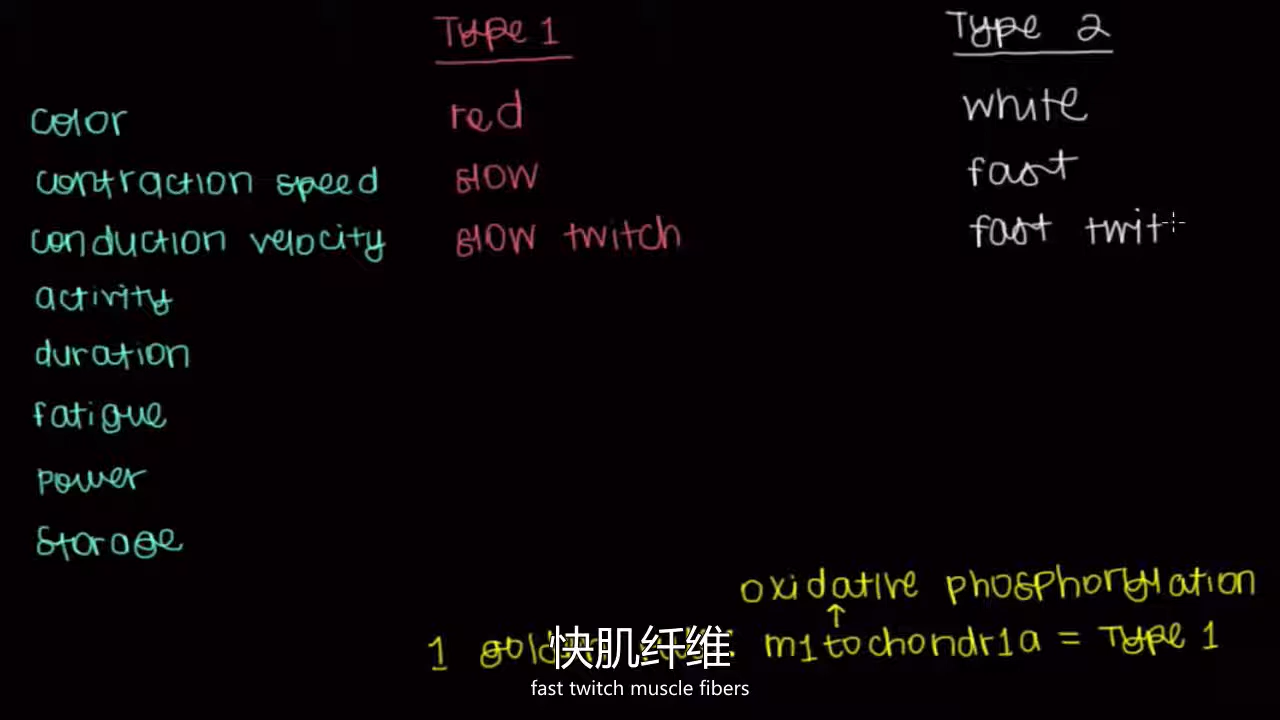 Type 1 Type 2
color red white
contraction speed slow fast
conduction velocity slow twitch fast twit
activity
duration
fatigue
power
storage
oxidative phosphorylation
↑
1 mitochondria = Type 1
快肌纤维
fast twitch muscle fibers